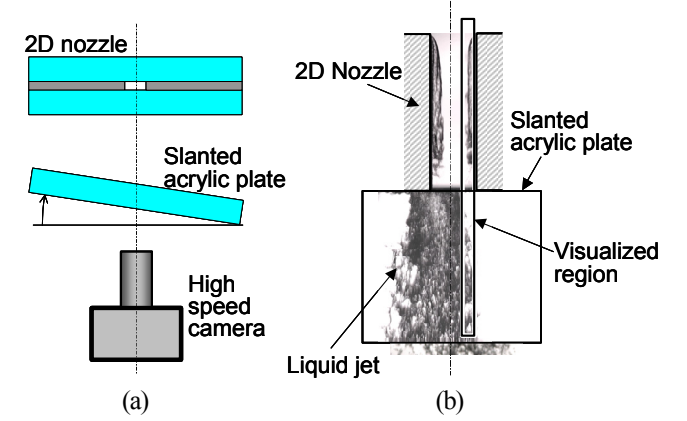 2D nozzle
Slanted
acrylic plate
High
speed
camera
(a)
2D Nozzle
Slanted
acrylic plate
Visualized
region
Liquid jet
(b)